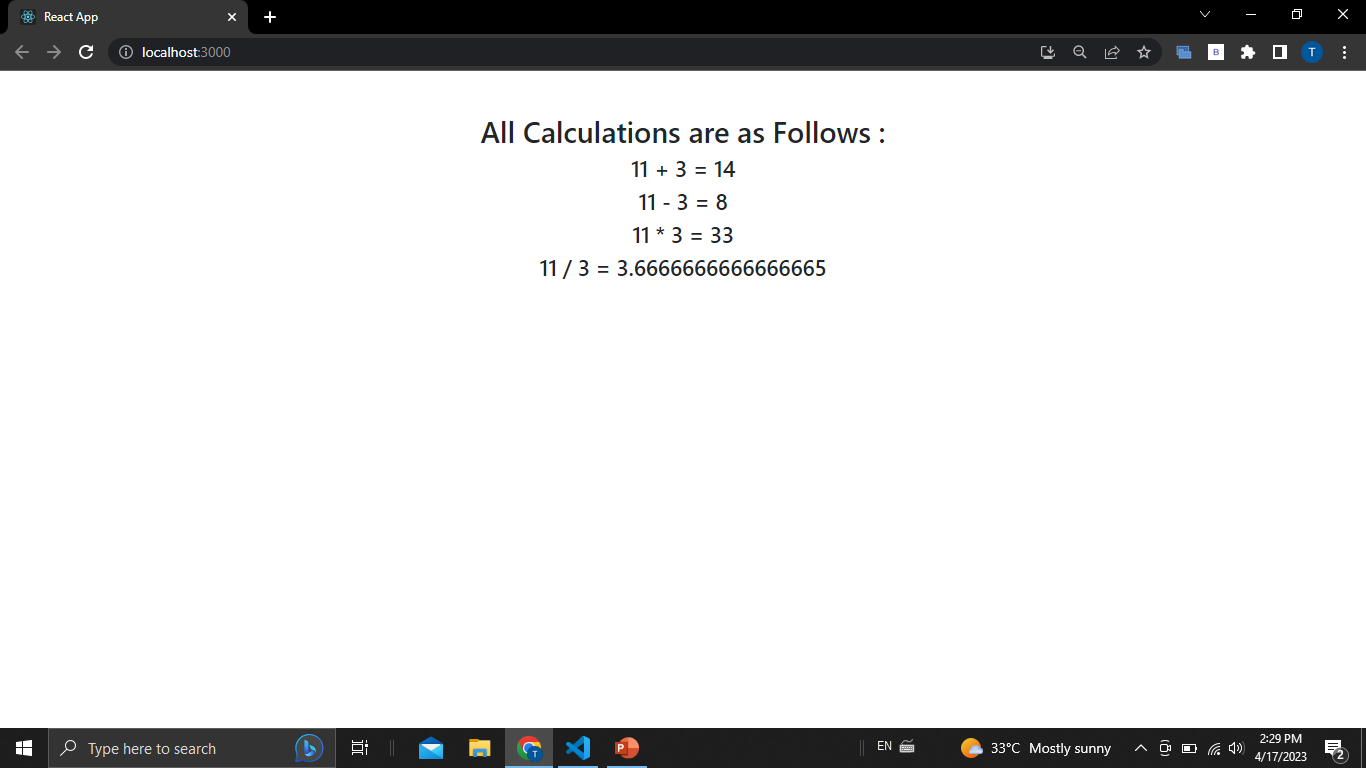 React App
localhost:3000
B
T
All Calculations are as Follows :
11 + 3 = 14
11 - 3 = 8
11 * 3 = 33
11 / 3 = 3.6666666666666665
Type here to search
T
P
EN
33°C Mostly sunny
2:29 PM
4/17/2023
2